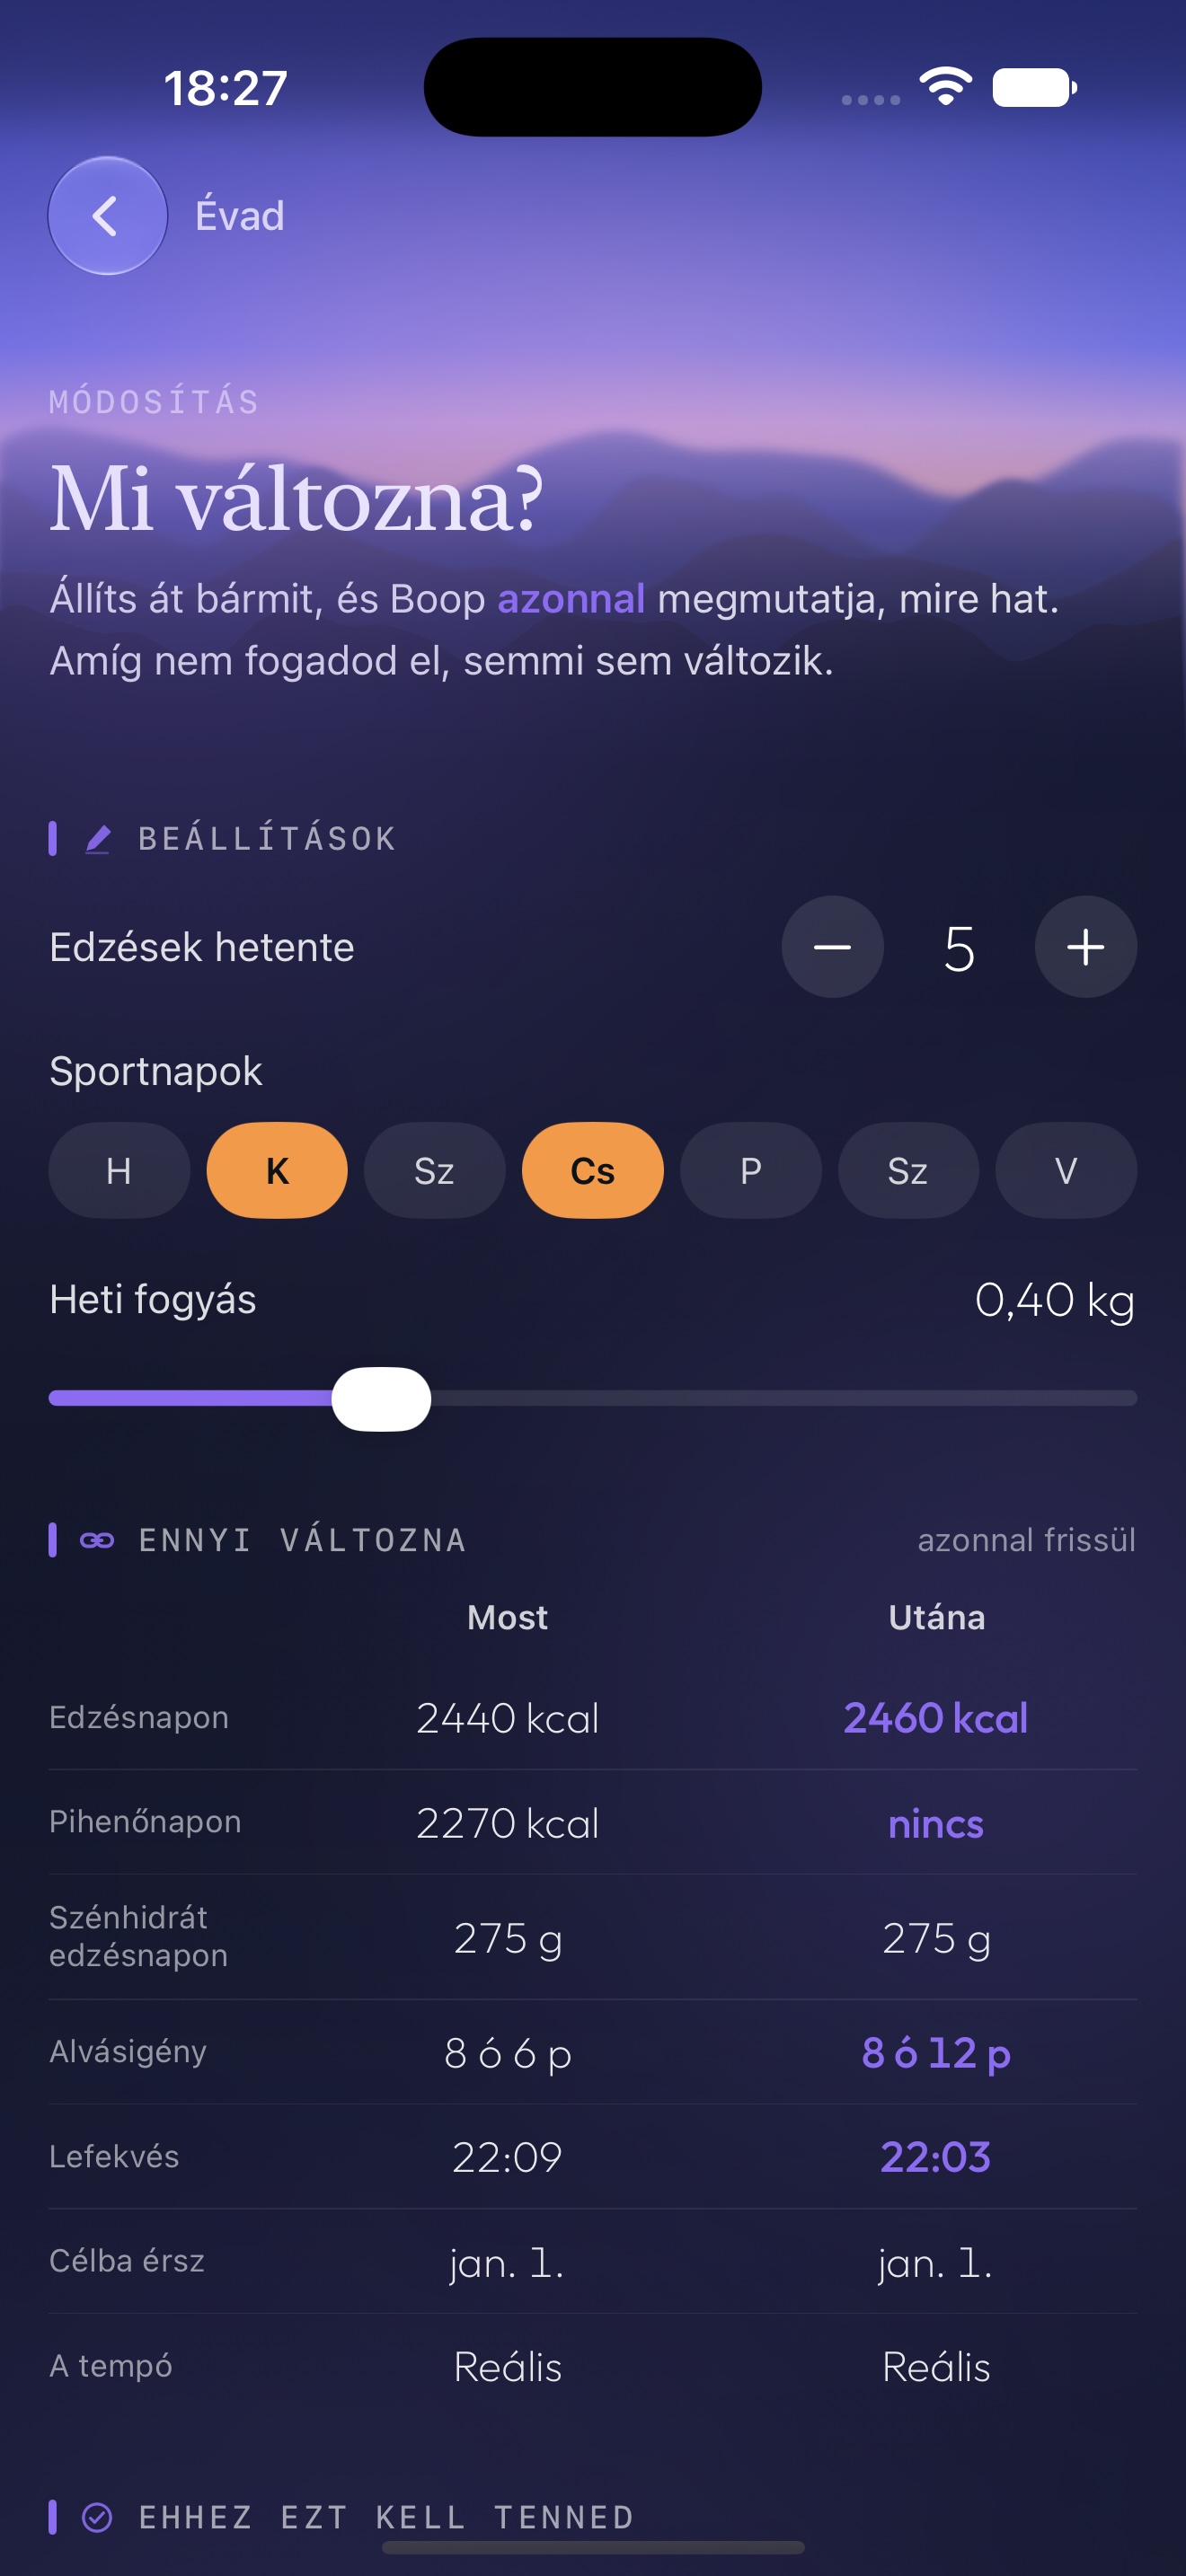 18:27
Évad
MÓDOSÍTÁS
Mi változna?
Állíts át bármit, és Boop azonnal megmutatja, mire hat.
Amíg nem fogadod el, semmi sem változik.
BEÁLLÍTÁSOK
Edzések hetente 5
Sportnapok
H K Sz Cs P Sz V
Heti fogyás 0,40 kg
ENNYI VÁLTOZNA azonnal frissül
Most Utána
Edzésnapon 2440 kcal 2460 kcal
Pihenőnapon 2270 kcal nincs
Szénhidrát
edzésnapon 275 g 275 g
Alvásigény 8 ó 6 p 8 ó 12 p
Lefekvés 22:09 22:03
Célba érsz jan. 1. jan. 1.
A tempó Reális Reális
EHHEZ EZT KELL TENNED